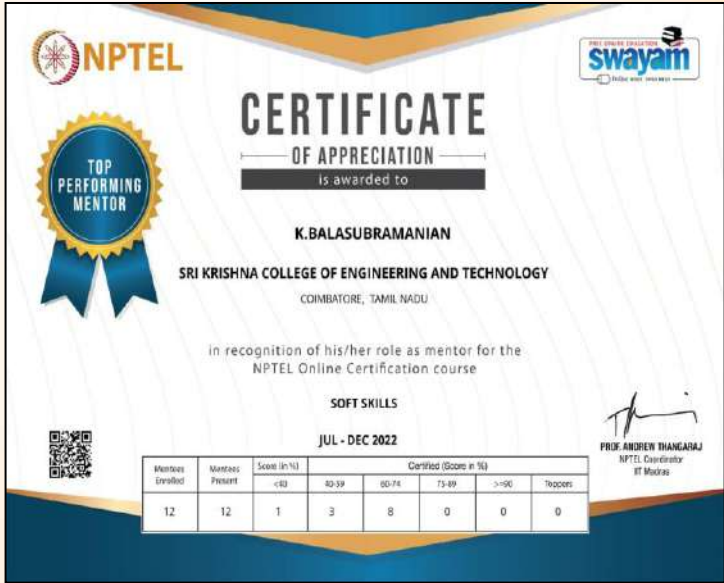 NPTEL
FREE ONLINE EDUCATION
swayam
CERTIFICATE
OF APPRECIATION
is awarded to
TOP
PERFORMING
MENTOR
K.BALASUBRAMANIAN
SRI KRISHNA COLLEGE OF ENGINEERING AND TECHNOLOGY
COIMBATORE, TAMIL NADU
in recognition of his/her role as mentor for the
NPTEL Online Certification course
SOFT SKILLS
JUL - DEC 2022
PROF. ANDREW THANGARAJ
NPTEL Coordinator
IIT Madras
Mentees Enrolled Mentees Present Score (in %) Certified (Score in %)
<40 40-59 60-74 75-89 >=90 Toppers
12 12 1 3 8 0 0 0